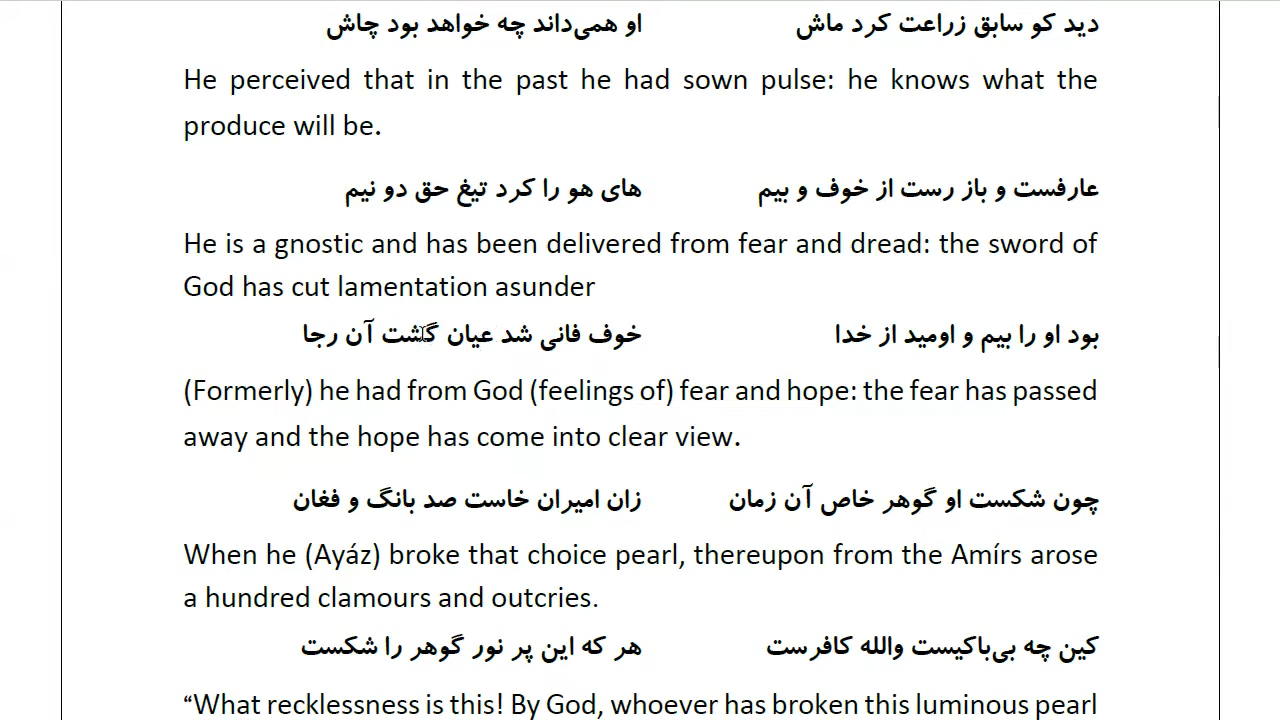 دید کو سابق زراعت کرد ماش او همی‌داند چه خواهد بود چاش
He perceived that in the past he had sown pulse: he knows what the
produce will be.
عارفست و باز رست از خوف و بیم های هو را کرد تیغ حق دو نیم
He is a gnostic and has been delivered from fear and dread: the sword of
God has cut lamentation asunder
بود او را بیم و اومید از خدا خوف فانی شد عیان گشت آن رجا
(Formerly) he had from God (feelings of) fear and hope: the fear has passed
away and the hope has come into clear view.
چون شکست او گوهر خاص آن زمان زان امیران خاست صد بانگ و فغان
When he (Ayáz) broke that choice pearl, thereupon from the Amírs arose
a hundred clamours and outcries.
کین چه بی‌باکیست والله کافرست هر که این پر نور گوهر را شکست
“What recklessness is this! By God, whoever has broken this luminous pearl